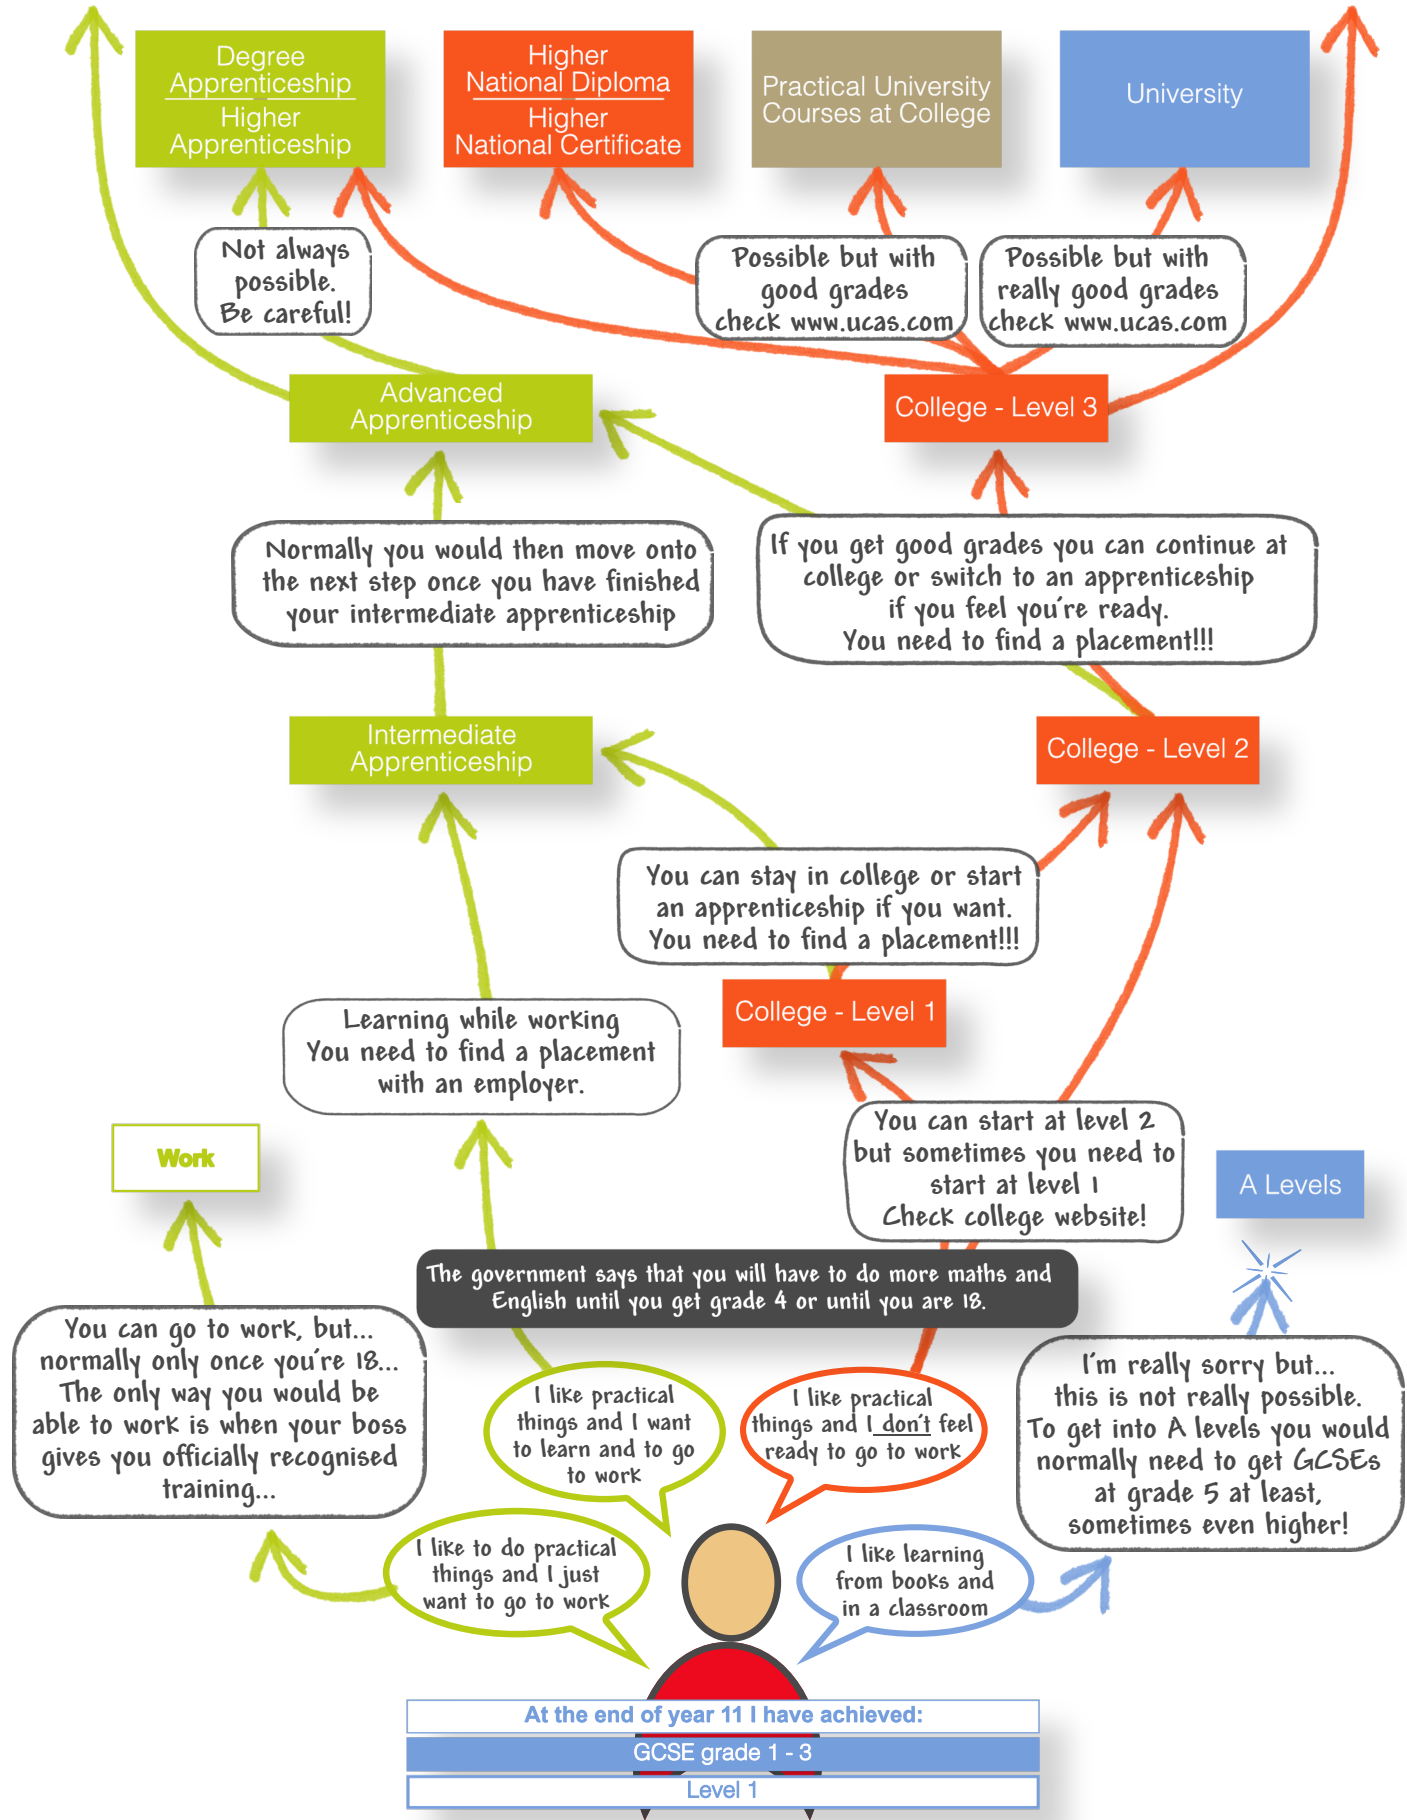 Degree
Apprenticeship
Higher
Apprenticeship
Higher
National Diploma
Higher
National Certificate
Practical University
Courses at College
University
Not always
possible.
Be careful!
Possible but with
good grades
check www.ucas.com
Possible but with
really good grades
check www.ucas.com
Advanced
Apprenticeship
College - Level 3
Normally you would then move onto
the next step once you have finished
your intermediate apprenticeship
If you get good grades you can continue at
college or switch to an apprenticeship
if you feel you're ready.
You need to find a placement!!!
Intermediate
Apprenticeship
College - Level 2
You can stay in college or start
an apprenticeship if you want.
You need to find a placement!!!
College - Level 1
Learning while working
You need to find a placement
with an employer.
You can start at level 2
but sometimes you need to
start at level 1
Check college website!
Work
A Levels
The government says that you will have to do more maths and
English until you get grade 4 or until you are 18.
You can go to work, but...
normally only once you're 18...
The only way you would be
able to work is when your boss
gives you officially recognised
training...
I like practical
things and I want
to learn and to go
to work
I like practical
things and I don't feel
ready to go to work
I'm really sorry but...
this is not really possible.
To get into A levels you would
normally need to get GCSEs
at grade 5 at least,
sometimes even higher!
I like to do practical
things and I just
want to go to work
I like learning
from books and
in a classroom
At the end of year 11 I have achieved:
GCSE grade 1 - 3
Level 1